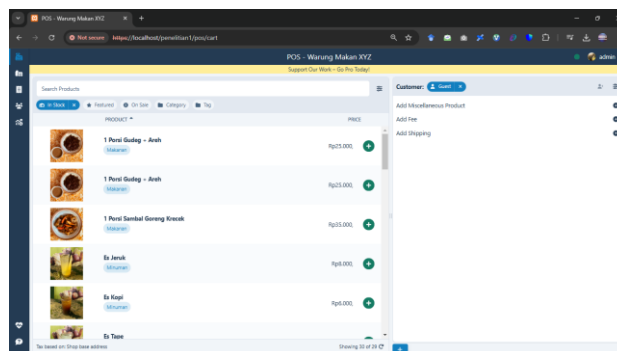 POS - Warung Makan XYZ
Not secure https://localhost/penelitian1/pos/cart
POS - Warung Makan XYZ
admin
Support Our Work - Go Pro Today!
Search Products
Customer: Guest
In Stock Featured On Sale Category Tag
Add Miscellaneous Product
PRODUCT PRICE
Add Fee
Add Shipping
1 Porsi Gudeg - Areh
Makanan
Rp25.000,
1 Porsi Gudeg - Areh
Makanan
Rp25.000,
1 Porsi Sambal Goreng Krecek
Makanan
Rp35.000,
Es Jeruk
Minuman
Rp8.000,
Es Kopi
Minuman
Rp6.000,
Es Tape
Tax based on: Shop base address
Showing 30 of 29